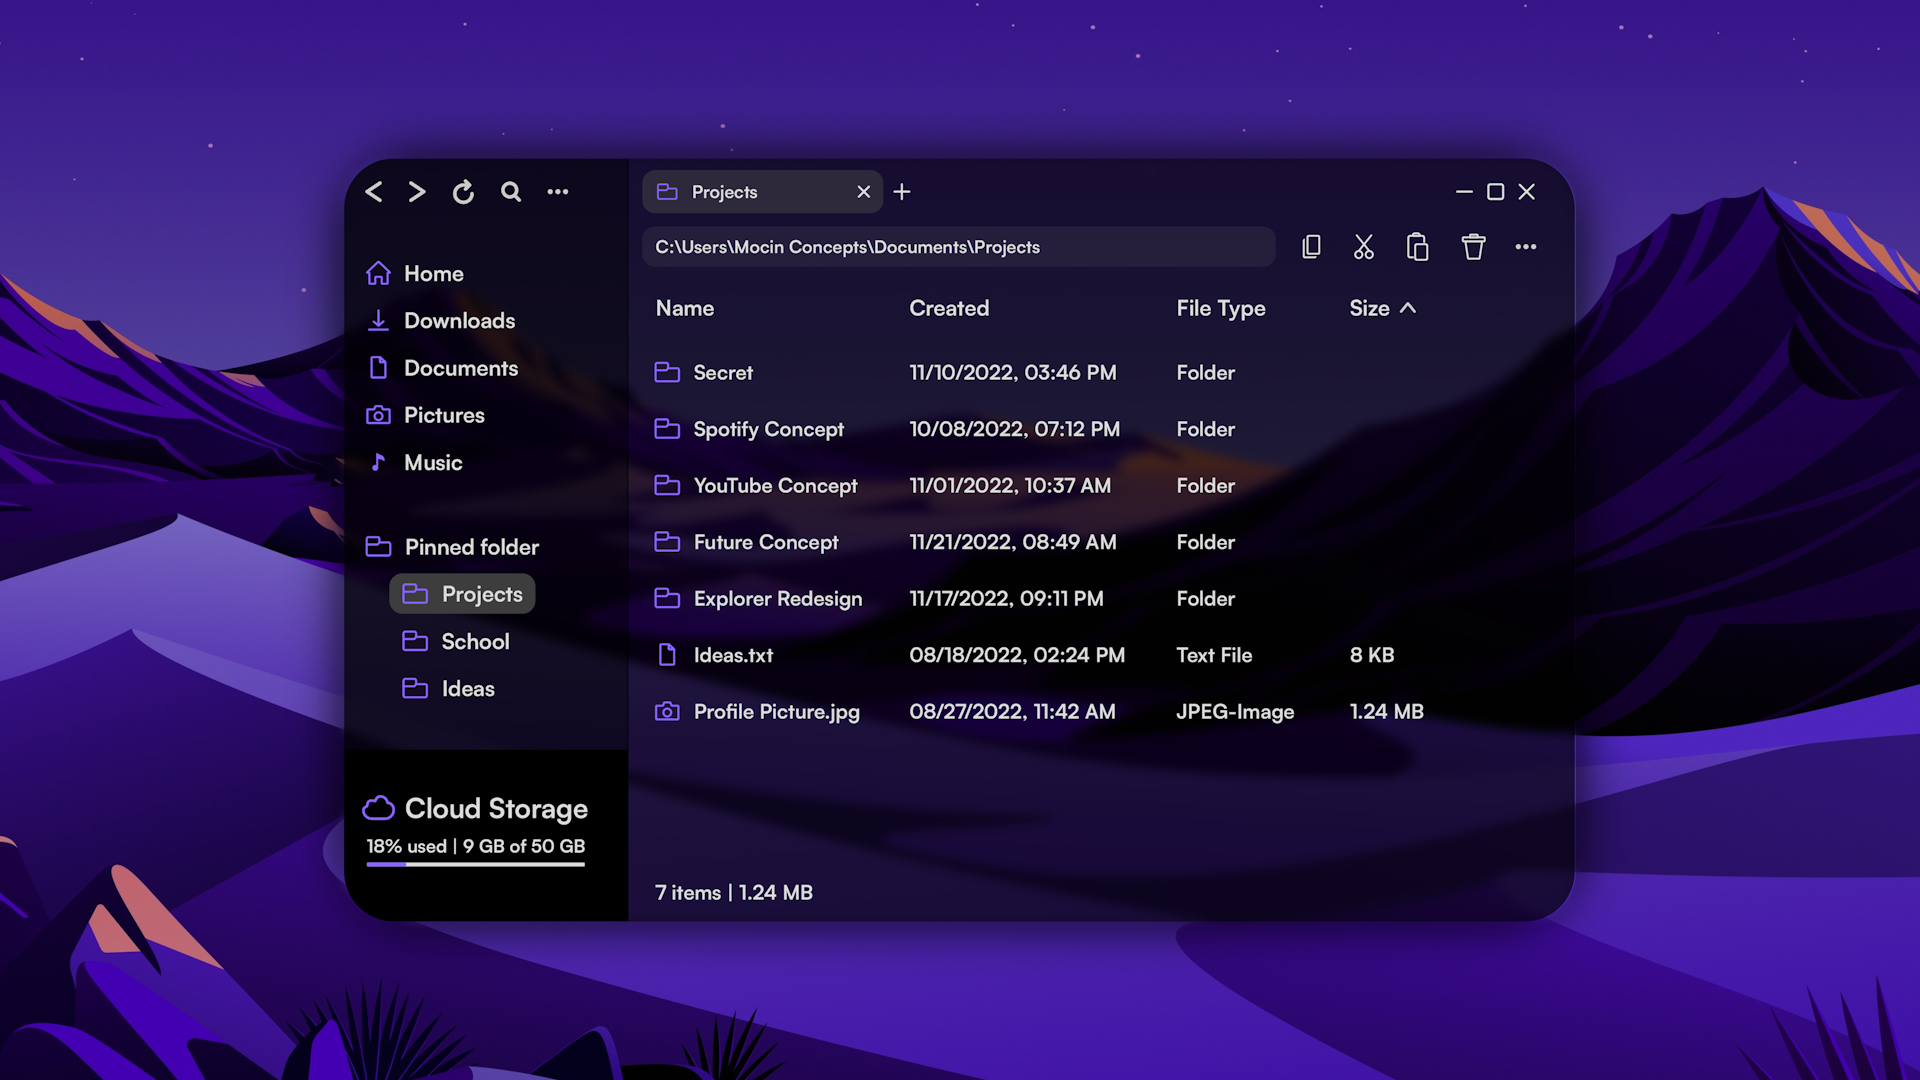 Projects
C:\Users\Mocin Concepts\Documents\Projects
Home
Downloads
Documents
Pictures
Music
Pinned folder
Projects
School
Ideas
Cloud Storage
18% used | 9 GB of 50 GB
Name Created File Type Size
Secret 11/10/2022, 03:46 PM Folder
Spotify Concept 10/08/2022, 07:12 PM Folder
YouTube Concept 11/01/2022, 10:37 AM Folder
Future Concept 11/21/2022, 08:49 AM Folder
Explorer Redesign 11/17/2022, 09:11 PM Folder
Ideas.txt 08/18/2022, 02:24 PM Text File 8 KB
Profile Picture.jpg 08/27/2022, 11:42 AM JPEG-Image 1.24 MB
7 items | 1.24 MB